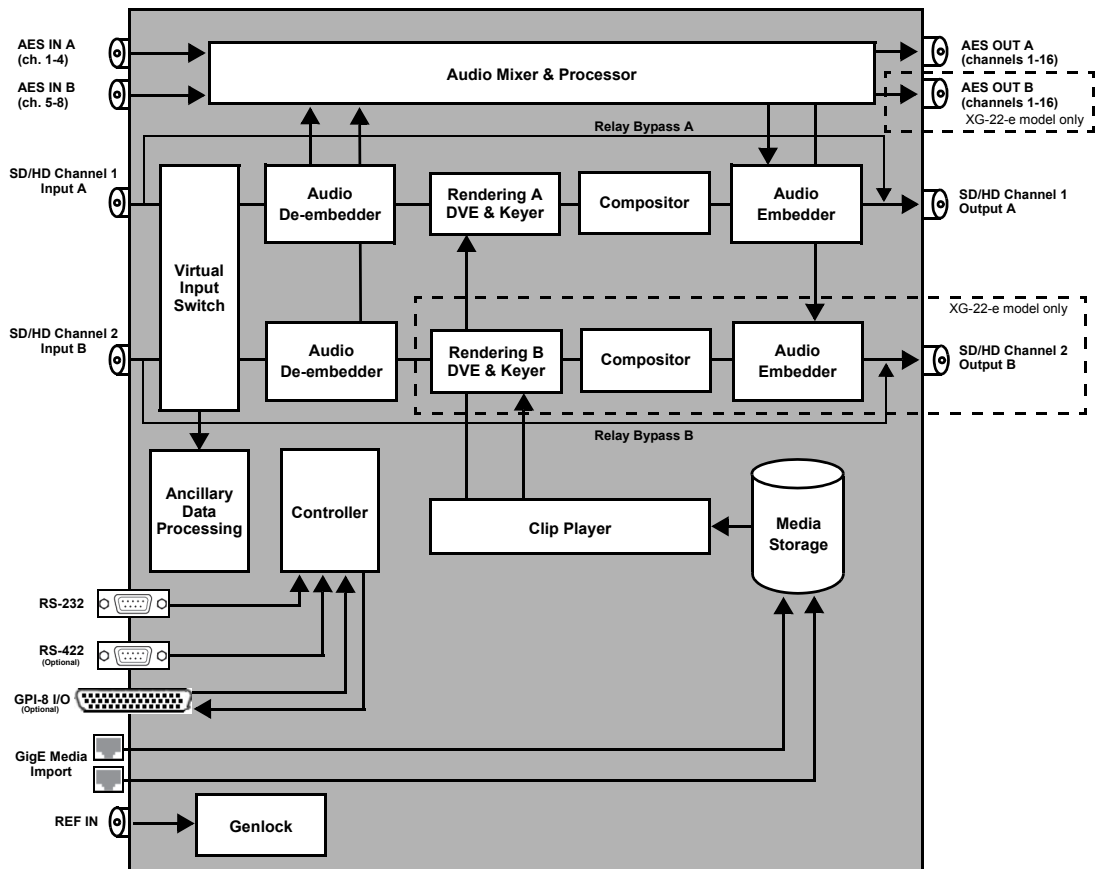 AES IN A
(ch. 1-4)
AES IN B
(ch. 5-8)
Audio Mixer & Processor
AES OUT A
(channels 1-16)
AES OUT B
(channels 1-16)
XG-22-e model only
Relay Bypass A
SD/HD Channel 1
Input A
Virtual
Input
Switch
Audio
De-embedder
Rendering A
DVE & Keyer
Compositor
Audio
Embedder
SD/HD Channel 1
Output A
XG-22-e model only
SD/HD Channel 2
Input B
Audio
De-embedder
Rendering B
DVE & Keyer
Compositor
Audio
Embedder
SD/HD Channel 2
Output B
Relay Bypass B
Ancillary
Data
Processing
Controller
Clip Player
Media
Storage
RS-232
RS-422
(Optional)
GPI-8 I/O
(Optional)
GigE Media
Import
REF IN
Genlock